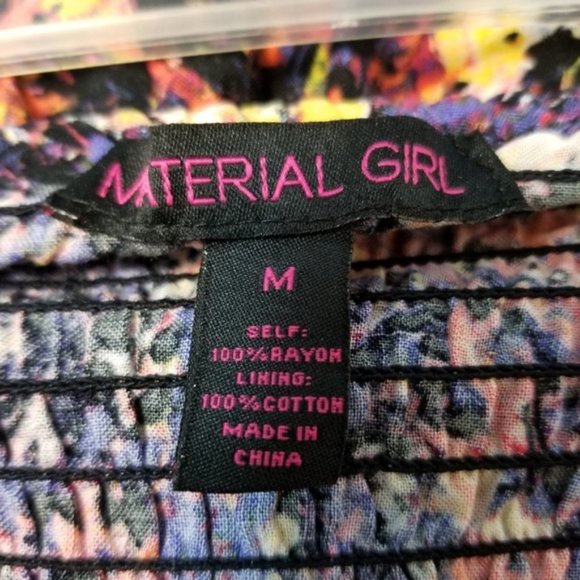 MATERIAL GIRL
M
SELF:
100%RAYON
LINING:
100%COTTON
MADE IN
CHINA